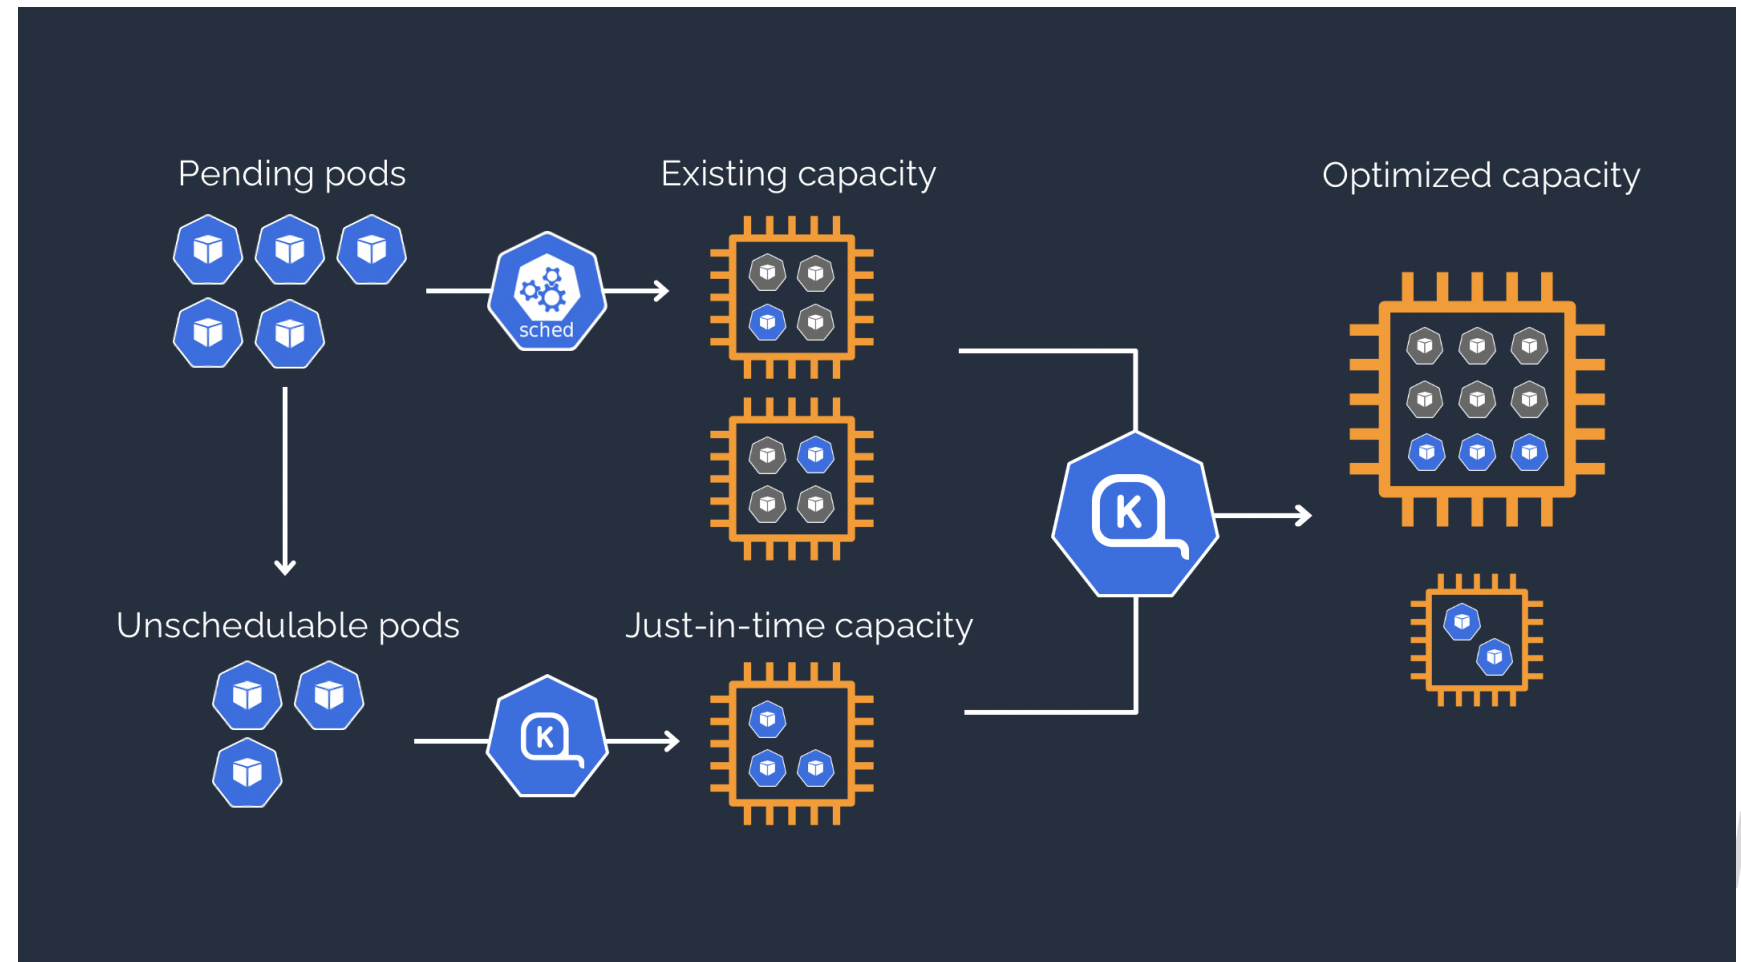 Pending pods
Existing capacity
Optimized capacity
sched
K
Unschedulable pods
Just-in-time capacity
K